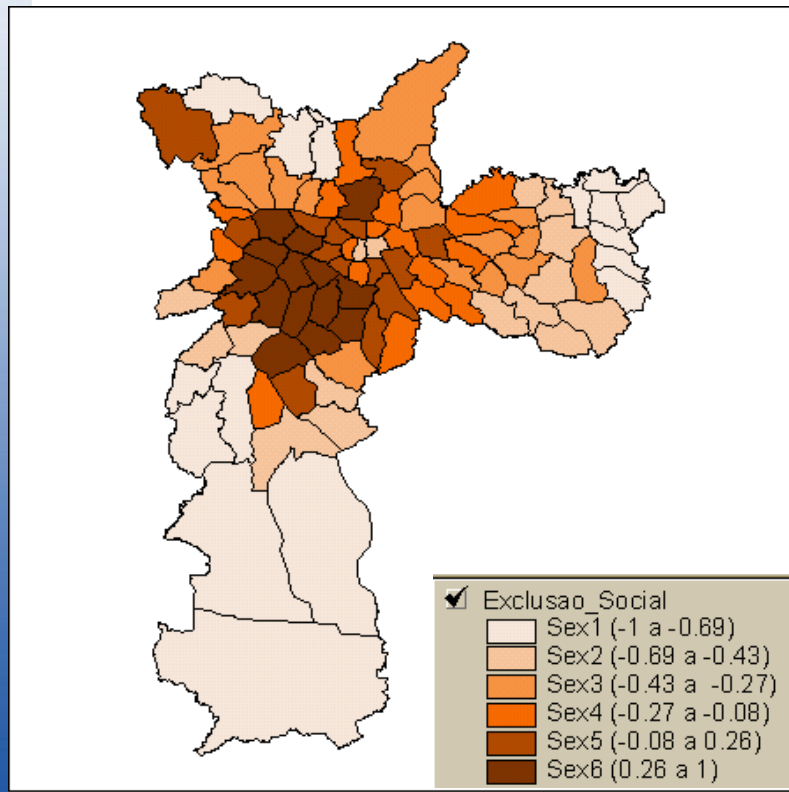 Exclusao_Social
Sex1 (-1 a -0.69)
Sex2 (-0.69 a -0.43)
Sex3 (-0.43 a -0.27)
Sex4 (-0.27 a -0.08)
Sex5 (-0.08 a 0.26)
Sex6 (0.26 a 1)